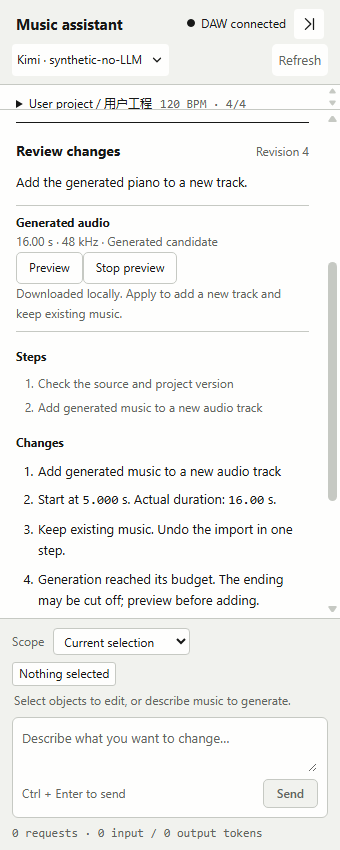 Music assistant
DAW connected
Kimi · synthetic-no-LLM
Refresh
User project / 用户工程 120 BPM · 4/4
Review changes
Revision 4
Add the generated piano to a new track.
Generated audio
16.00 s · 48 kHz · Generated candidate
Preview
Stop preview
Downloaded locally. Apply to add a new track and
keep existing music.
Steps
1. Check the source and project version
2. Add generated music to a new audio track
Changes
1. Add generated music to a new audio track
2. Start at 5.000 s. Actual duration: 16.00 s.
3. Keep existing music. Undo the import in one
step.
4. Generation reached its budget. The ending
may be cut off; preview before adding.
Scope
Current selection
Nothing selected
Select objects to edit, or describe music to generate.
Describe what you want to change...
Ctrl + Enter to send
Send
0 requests · 0 input / 0 output tokens